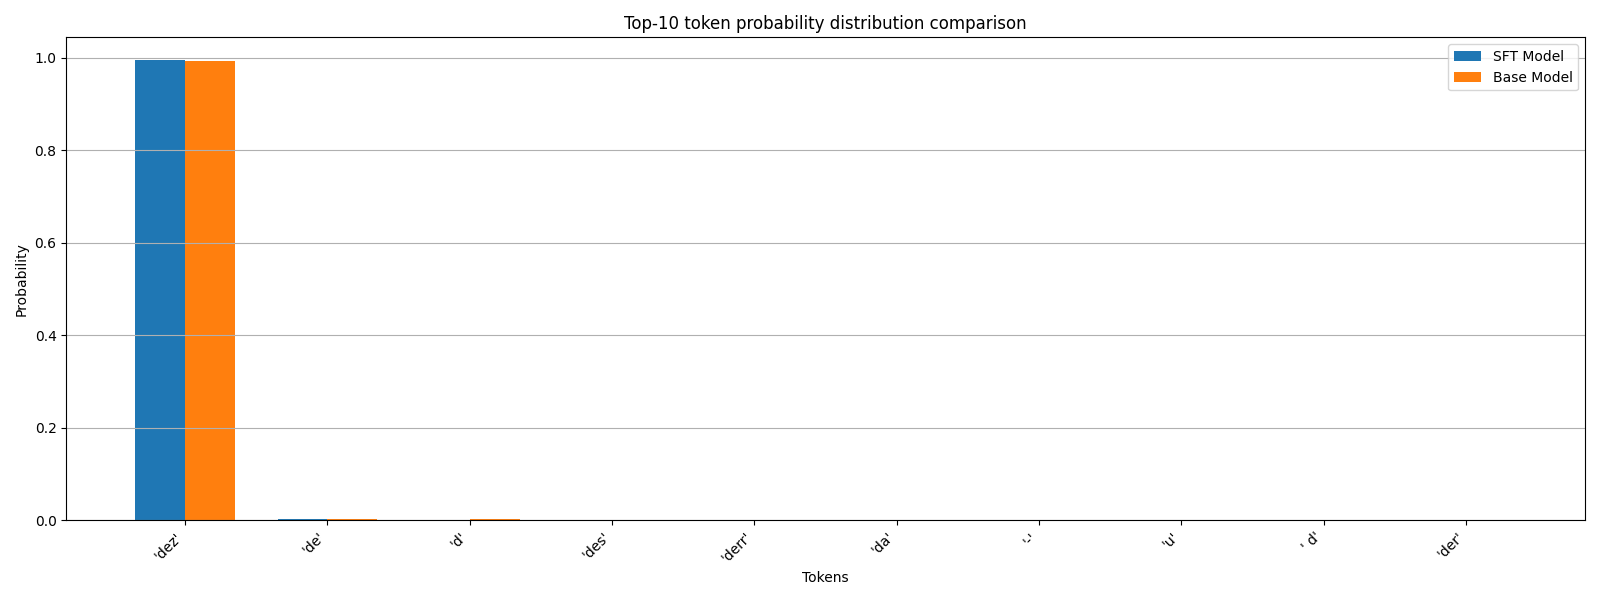 Top-10 token probability distribution comparison
SFT Model
Base Model
1.0
0.8
0.6
0.4
0.2
0.0
Probability
'dez'
'de'
'd'
'des'
'derr'
'da'
'-'
'u'
' d'
'der'
Tokens